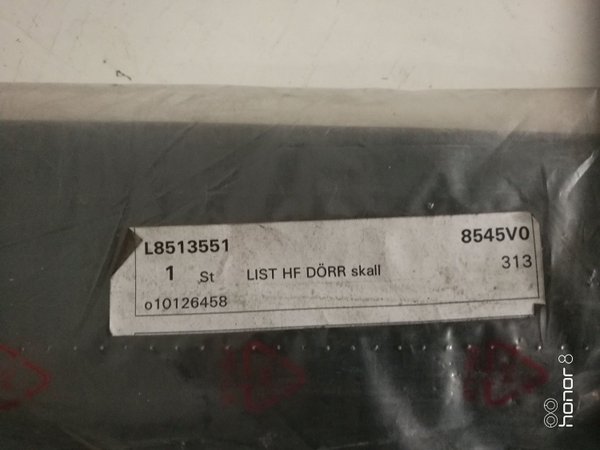 L8513551 8545V0
1 St LIST HF DÖRR skall 313
o10126458
honor 8